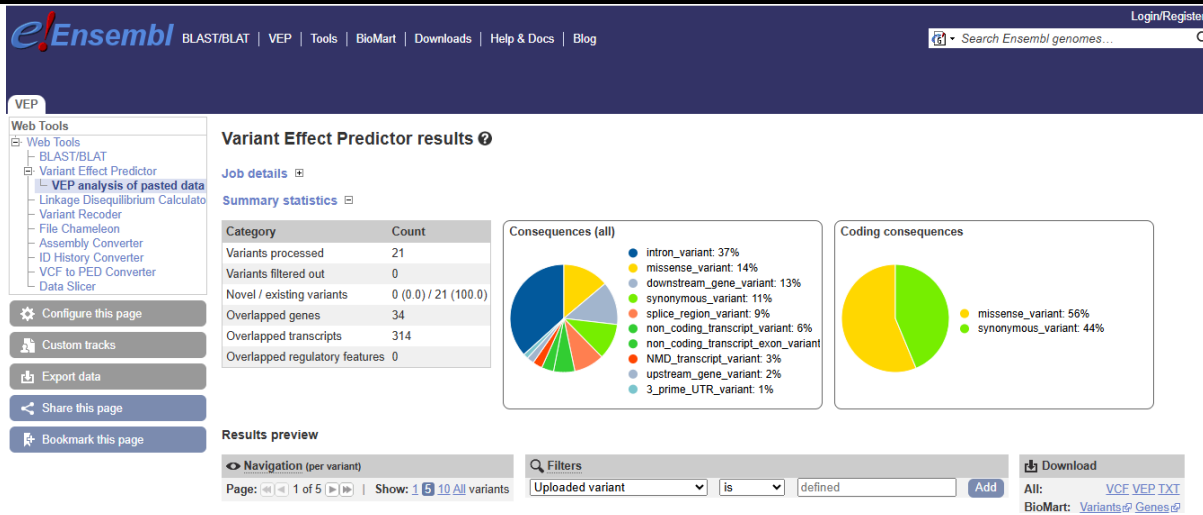 Login/Register
e!Ensembl BLAST/BLAT | VEP | Tools | BioMart | Downloads | Help & Docs | Blog
Search Ensembl genomes…
VEP
Web Tools
Web Tools
BLAST/BLAT
Variant Effect Predictor
VEP analysis of pasted data
Linkage Disequilibrium Calculato
Variant Recoder
File Chameleon
Assembly Converter
ID History Converter
VCF to PED Converter
Data Slicer
Configure this page
Custom tracks
Export data
Share this page
Bookmark this page
Variant Effect Predictor results
Job details
Summary statistics
Category Count
Variants processed 21
Variants filtered out 0
Novel / existing variants 0 (0.0) / 21 (100.0)
Overlapped genes 34
Overlapped transcripts 314
Overlapped regulatory features 0
Consequences (all)
intron_variant: 37%
missense_variant: 14%
downstream_gene_variant: 13%
synonymous_variant: 11%
splice_region_variant: 9%
non_coding_transcript_variant: 6%
non_coding_transcript_exon_variant
NMD_transcript_variant: 3%
upstream_gene_variant: 2%
3_prime_UTR_variant: 1%
Coding consequences
missense_variant: 56%
synonymous_variant: 44%
Results preview
Navigation (per variant)
Page: 1 of 5 | Show: 1 5 10 All variants
Filters
Uploaded variant is defined Add
Download
All: VCF VEP TXT
BioMart: Variants Genes